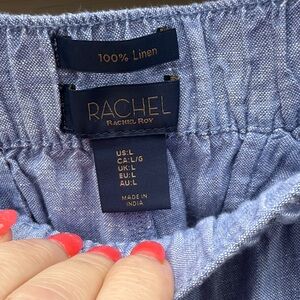 100% Linen
RACHEL
RACHEL ROY
US:L
CA:L/G
UK:L
EU:L
AU:L
MADE IN
INDIA